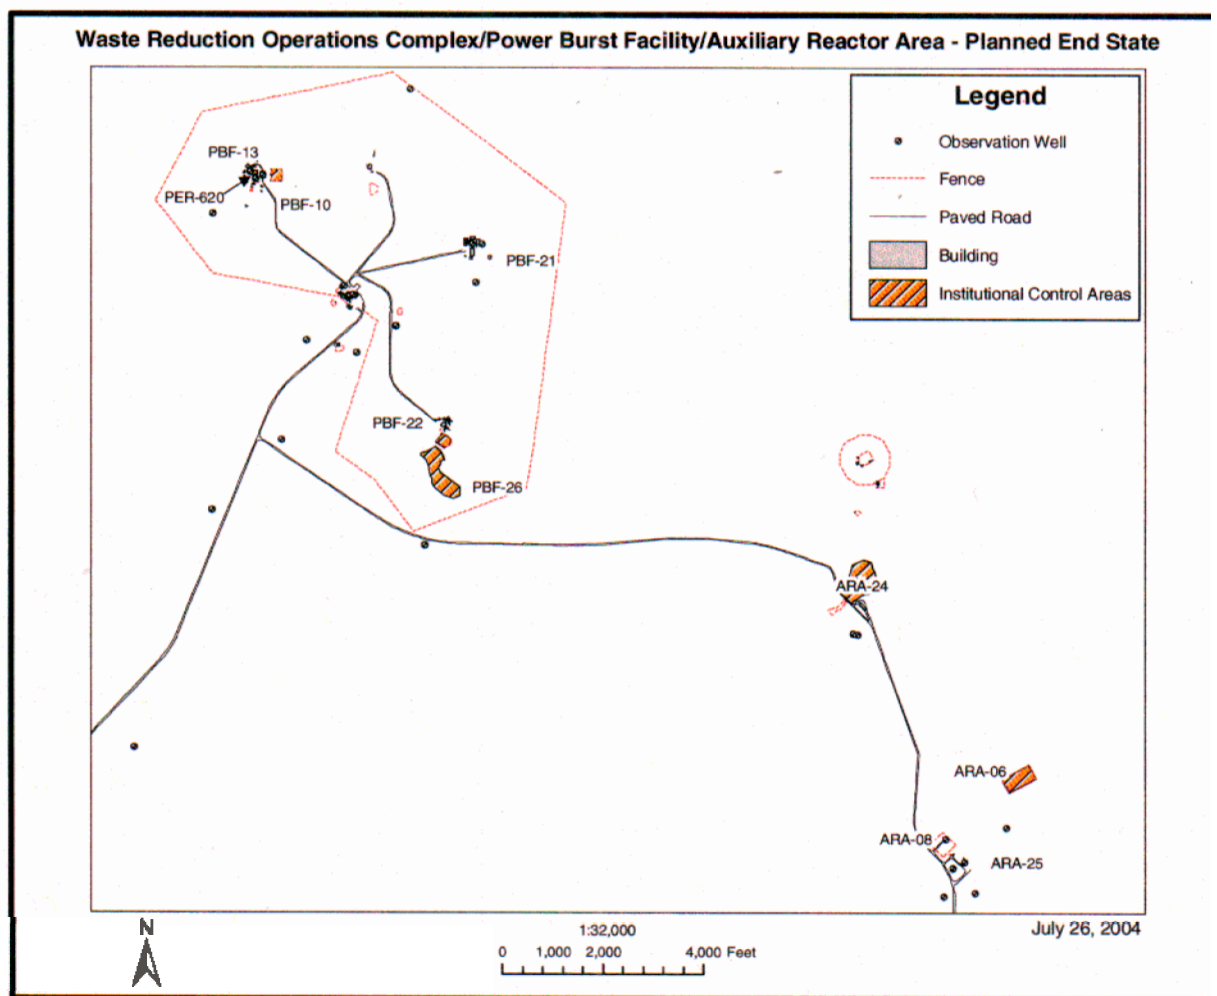 Waste Reduction Operations Complex/Power Burst Facility/Auxiliary Reactor Area - Planned End State
Legend
Observation Well
Fence
Paved Road
Building
Institutional Control Areas
PBF-13
PER-620
PBF-10
PBF-21
PBF-22
PBF-26
ARA-24
ARA-06
ARA-08
ARA-25
N
1:32,000
July 26, 2004
0 1,000 2,000 4,000 Feet